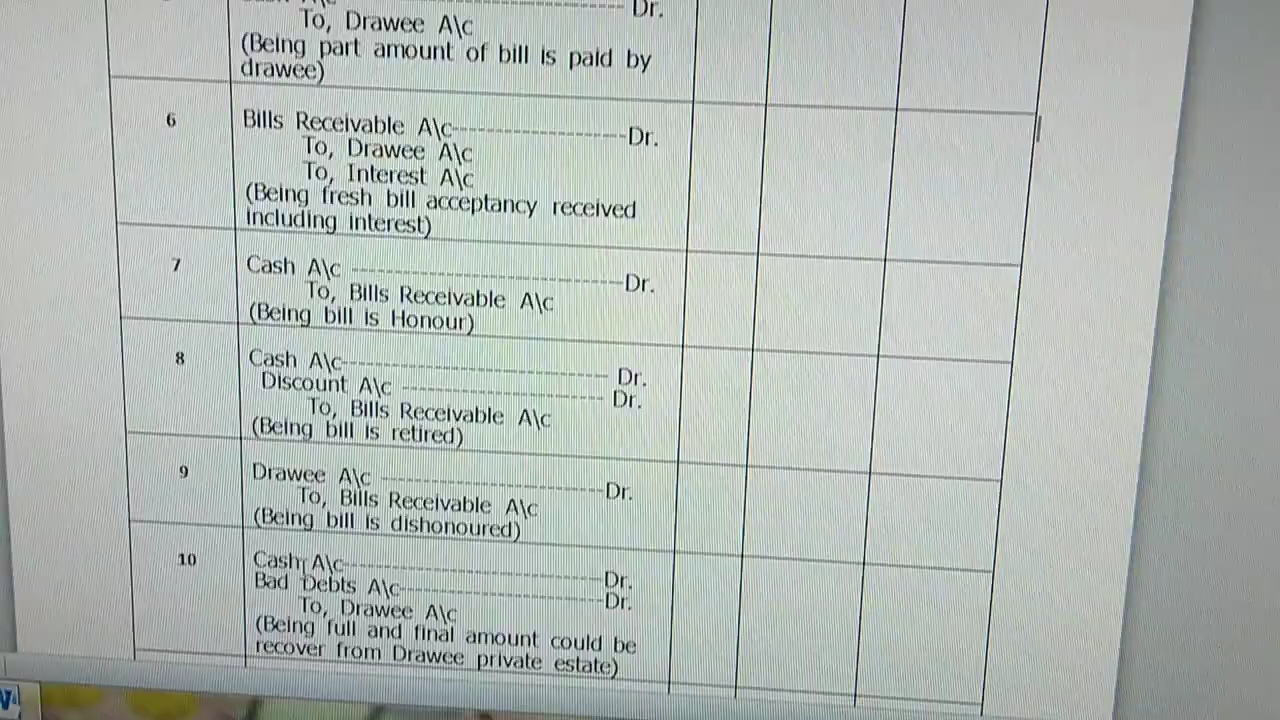 Dr.
To, Drawee A\c
(Being part amount of bill is paid by
drawee)
6
Bills Receivable A\c----------------------Dr.
To, Drawee A\c
To, Interest A\c
(Being fresh bill acceptancy received
including interest)
7
Cash A\c ----------------------------------Dr.
To, Bills Receivable A\c
(Being bill is Honour)
8
Cash A\c---------------------------------- Dr.
Discount A\c -------------------------- Dr.
To, Bills Receivable A\c
(Being bill is retired)
9
Drawee A\c ----------------------------Dr.
To, Bills Receivable A\c
(Being bill is dishonoured)
10
Cash A\c---------------------------------Dr.
Bad Debts A\c--------------------------Dr.
To, Drawee A\c
(Being full and final amount could be
recover from Drawee private estate)